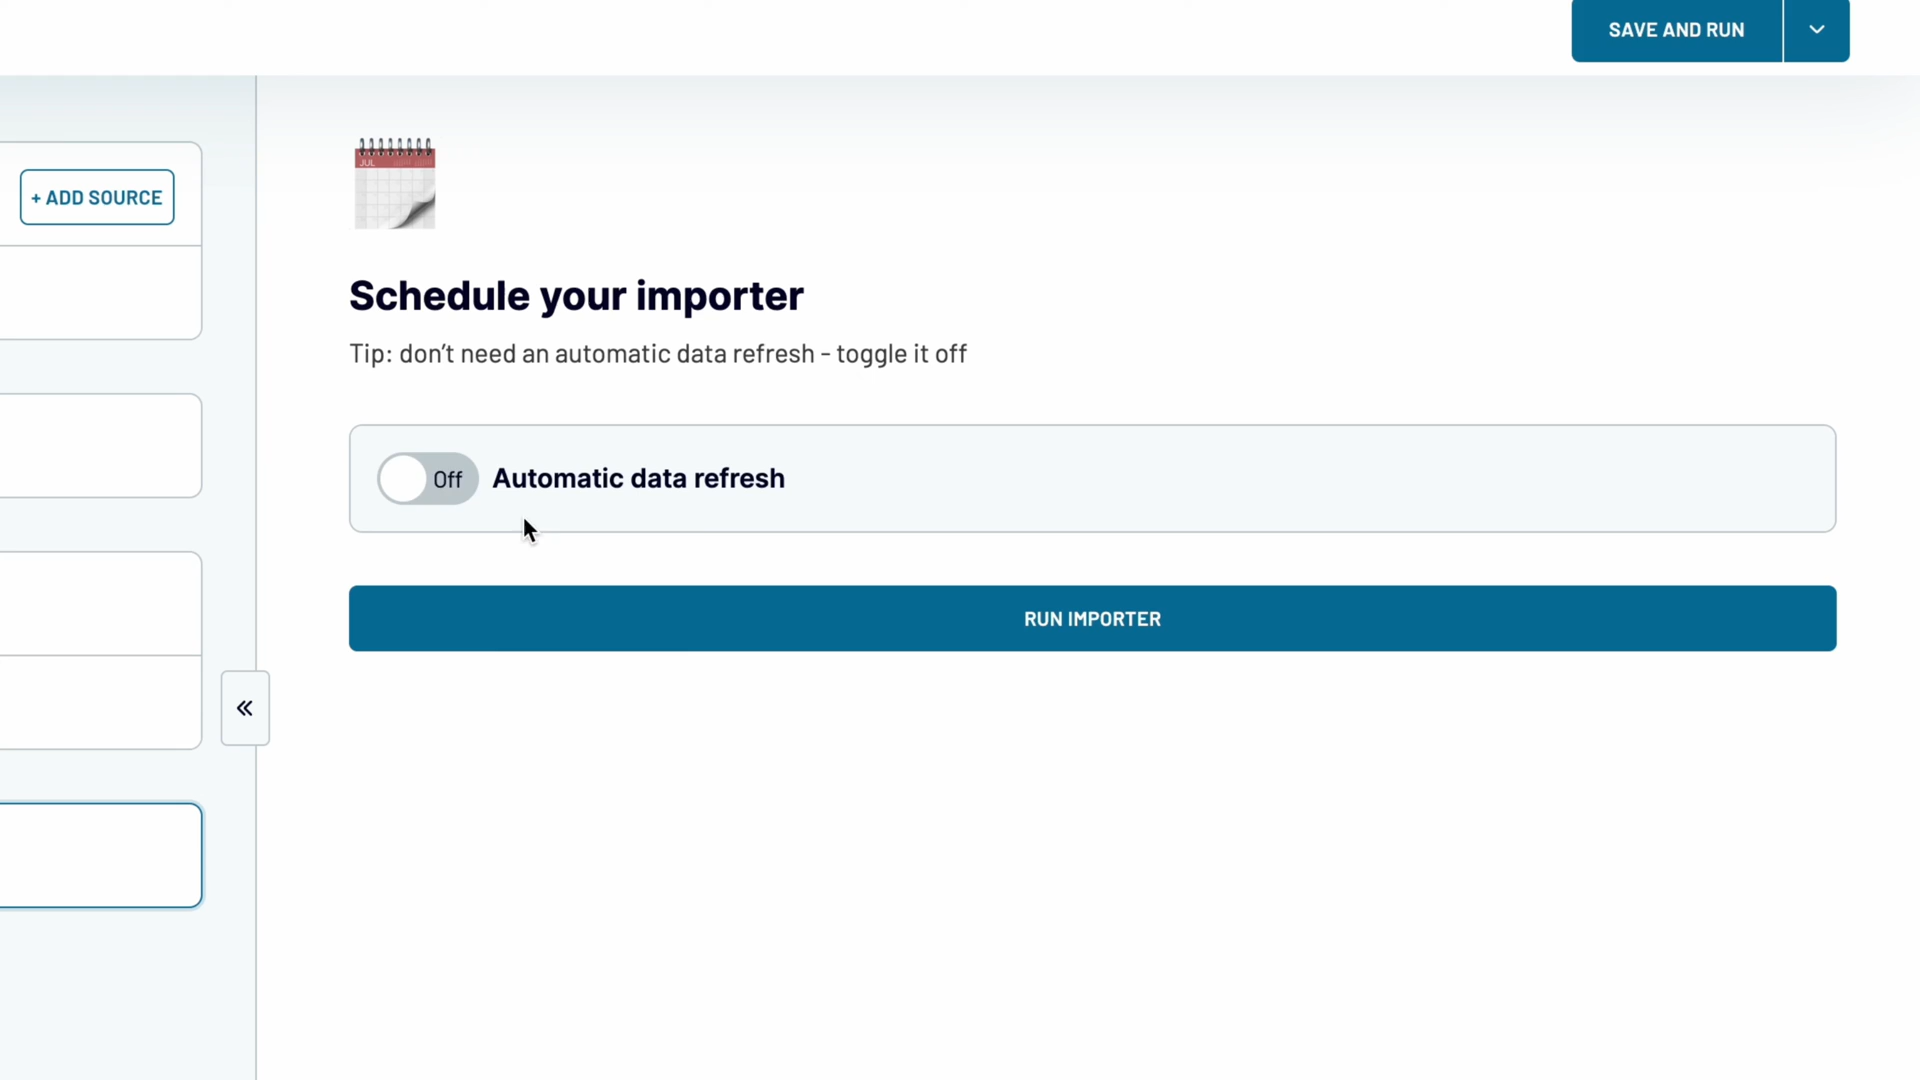 SAVE AND RUN
+ ADD SOURCE
JUL
Schedule your importer
Tip: don't need an automatic data refresh - toggle it off
Off
Automatic data refresh
RUN IMPORTER